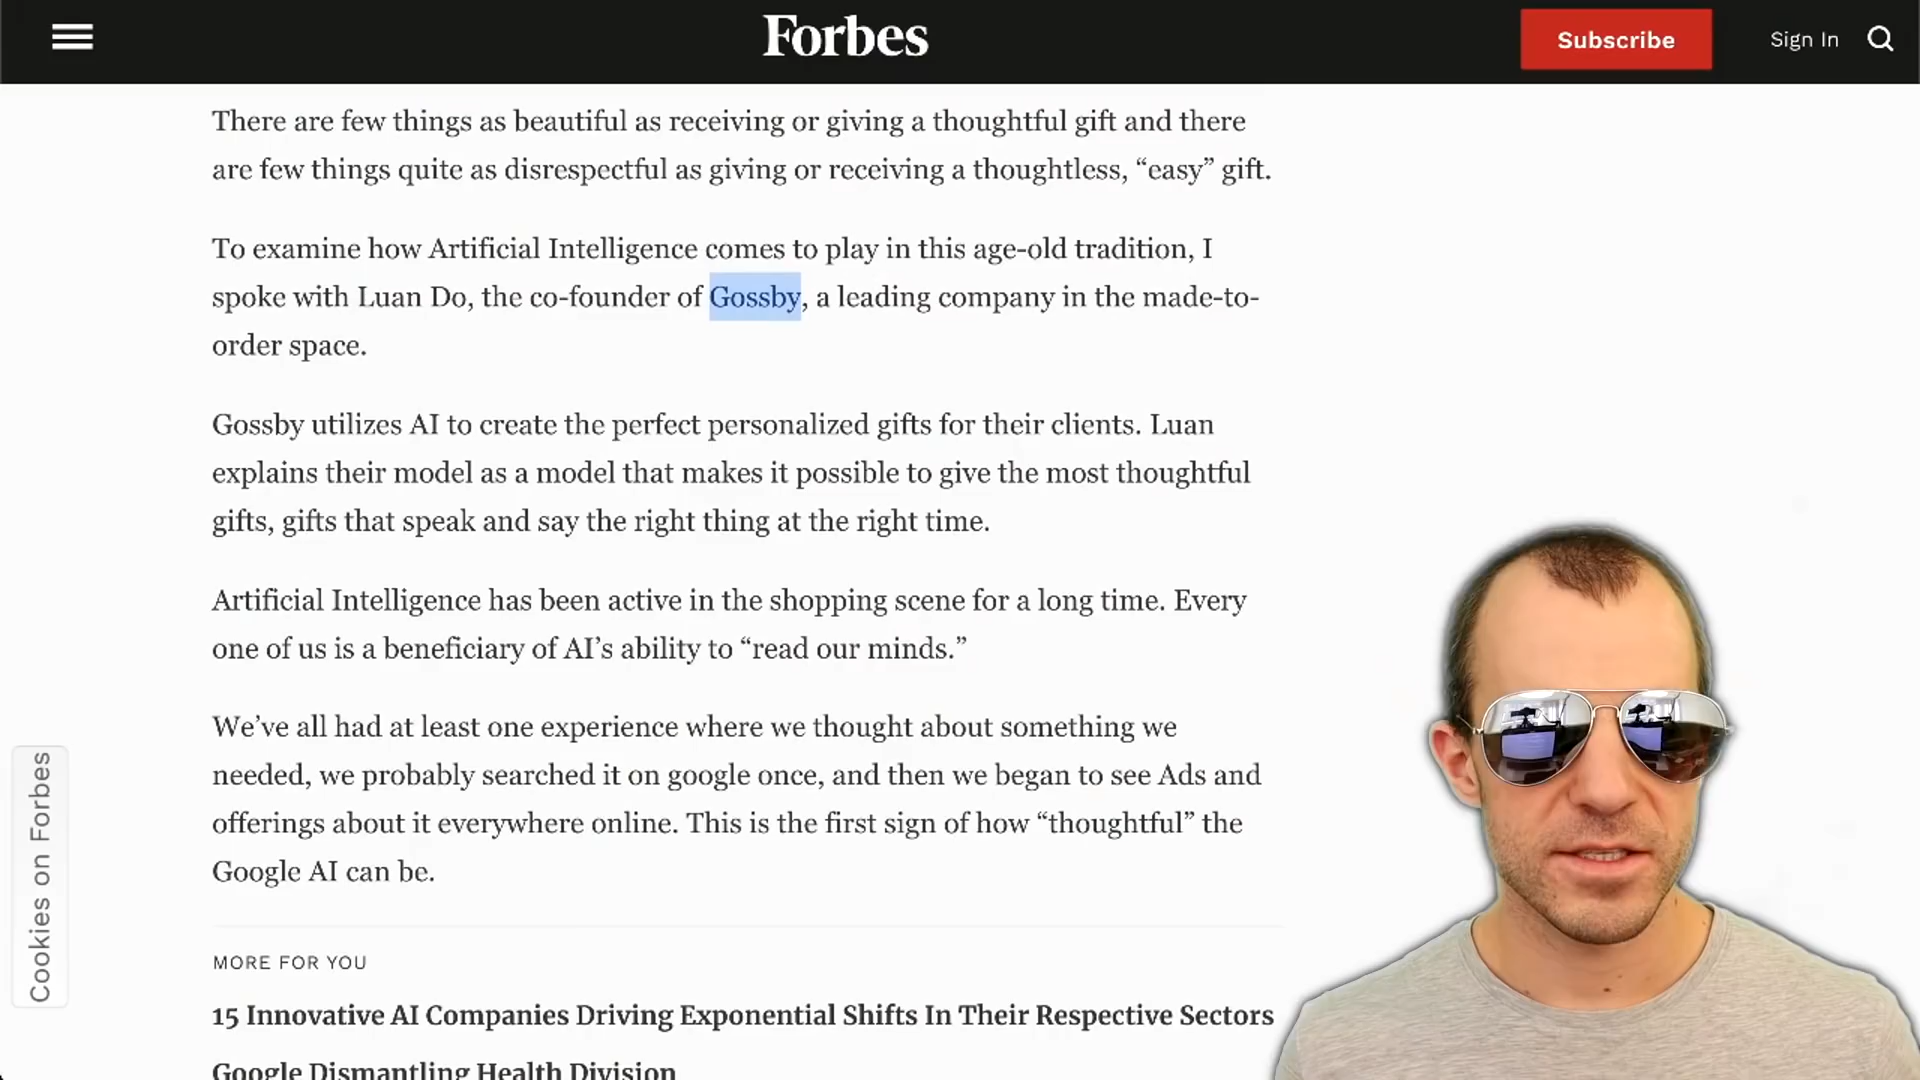 Forbes
Subscribe
Sign In
There are few things as beautiful as receiving or giving a thoughtful gift and there
are few things quite as disrespectful as giving or receiving a thoughtless, “easy” gift.
To examine how Artificial Intelligence comes to play in this age-old tradition, I
spoke with Luan Do, the co-founder of Gossby, a leading company in the made-to-
order space.
Gossby utilizes AI to create the perfect personalized gifts for their clients. Luan
explains their model as a model that makes it possible to give the most thoughtful
gifts, gifts that speak and say the right thing at the right time.
Artificial Intelligence has been active in the shopping scene for a long time. Every
one of us is a beneficiary of AI’s ability to “read our minds.”
We’ve all had at least one experience where we thought about something we
needed, we probably searched it on google once, and then we began to see Ads and
offerings about it everywhere online. This is the first sign of how “thoughtful” the
Google AI can be.
Cookies on Forbes
MORE FOR YOU
15 Innovative AI Companies Driving Exponential Shifts In Their Respective Sectors
Google Dismantling Health Division